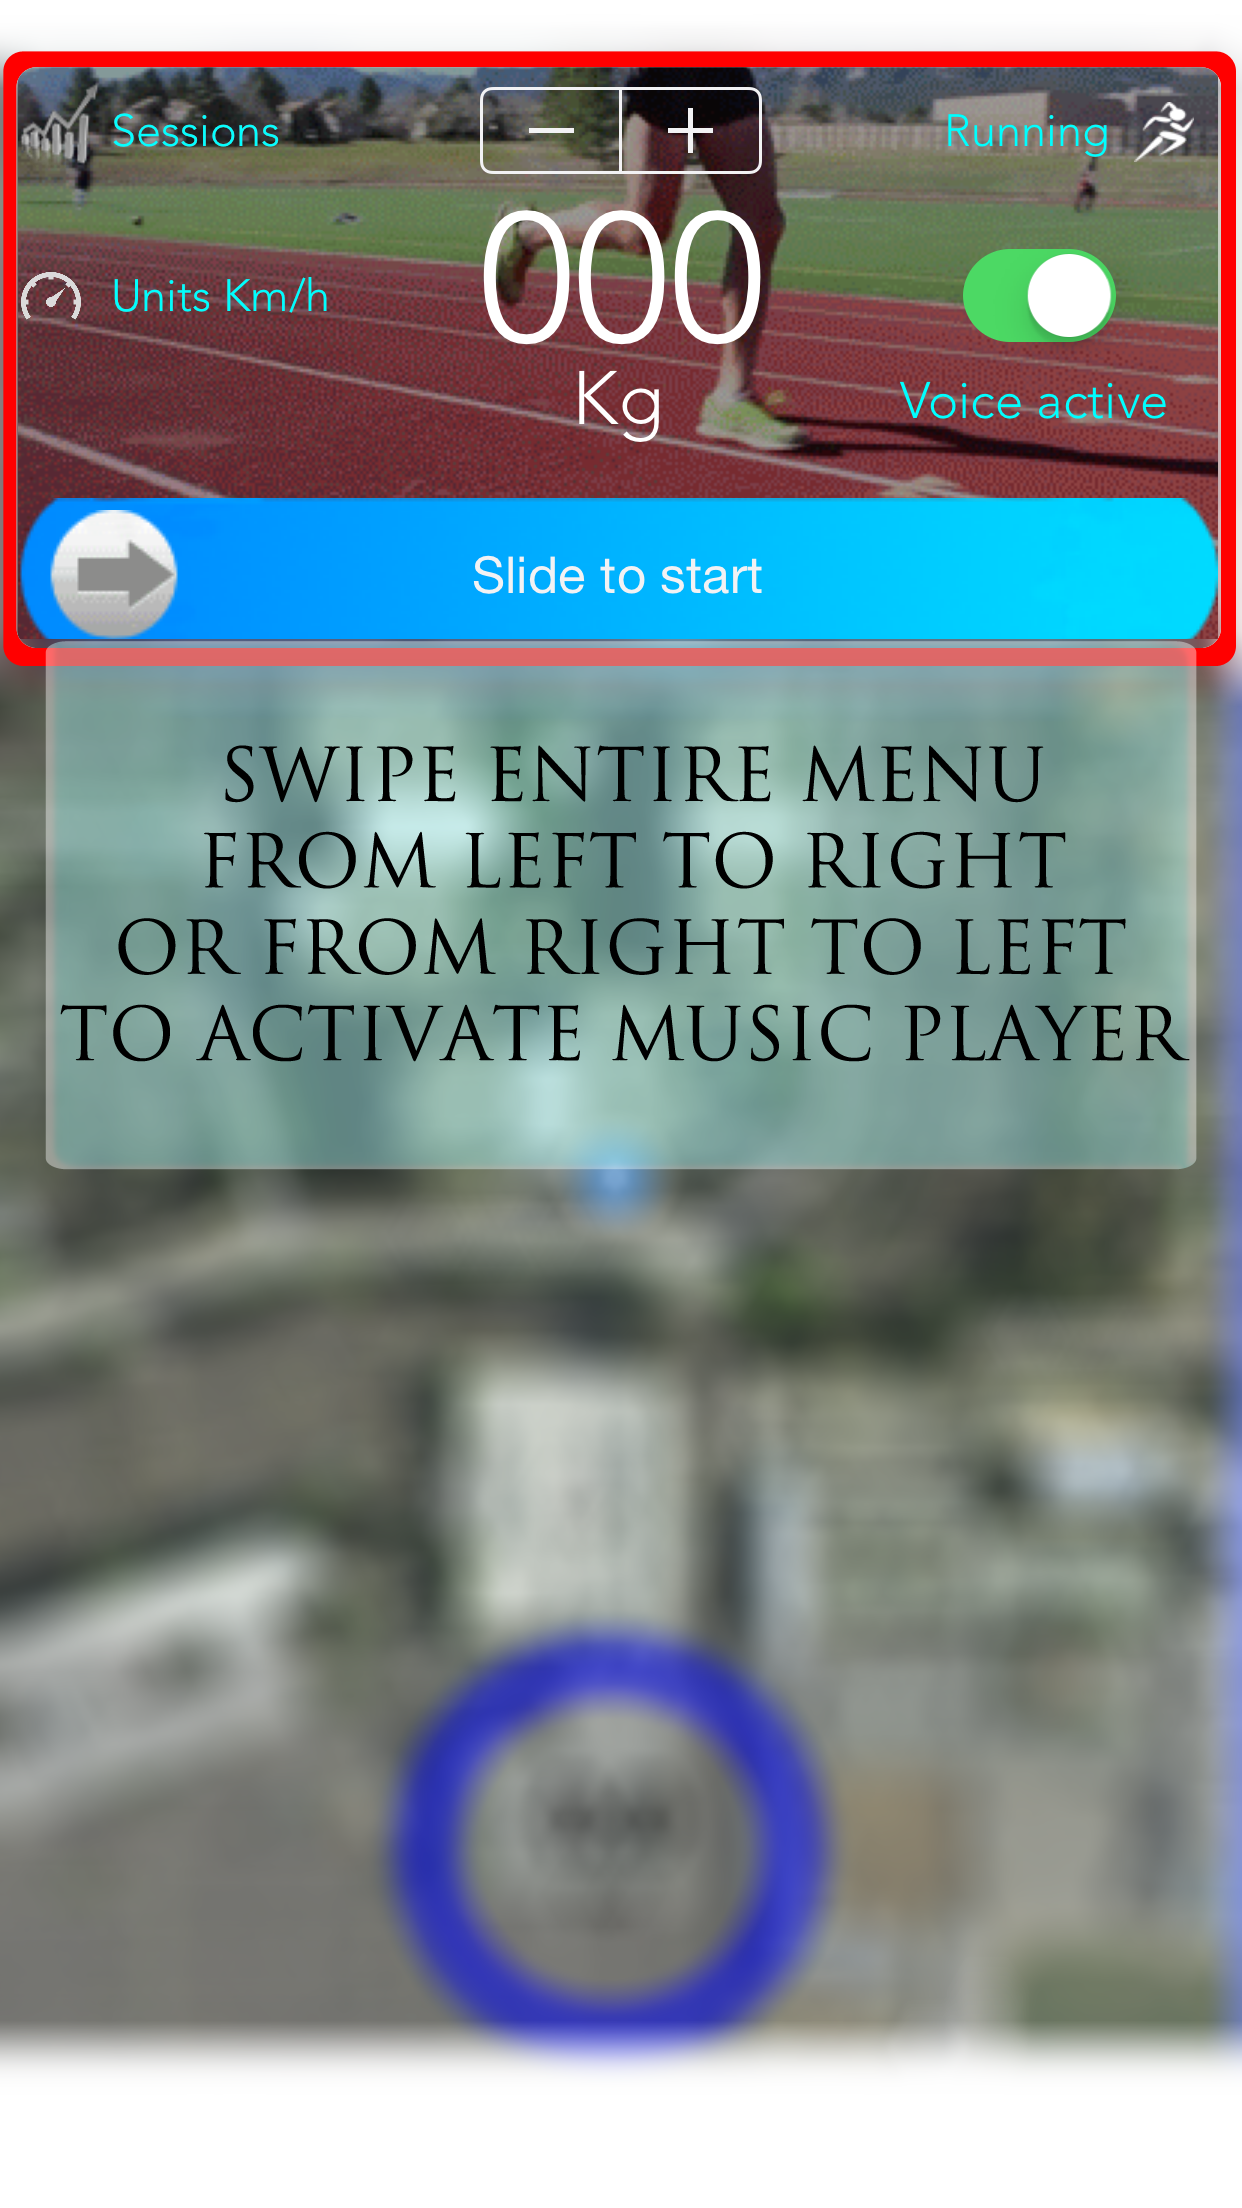 Sessions
Running
000
Units Km/h
Kg
Voice active
Slide to start
SWIPE ENTIRE MENU
FROM LEFT TO RIGHT
OR FROM RIGHT TO LEFT
TO ACTIVATE MUSIC PLAYER